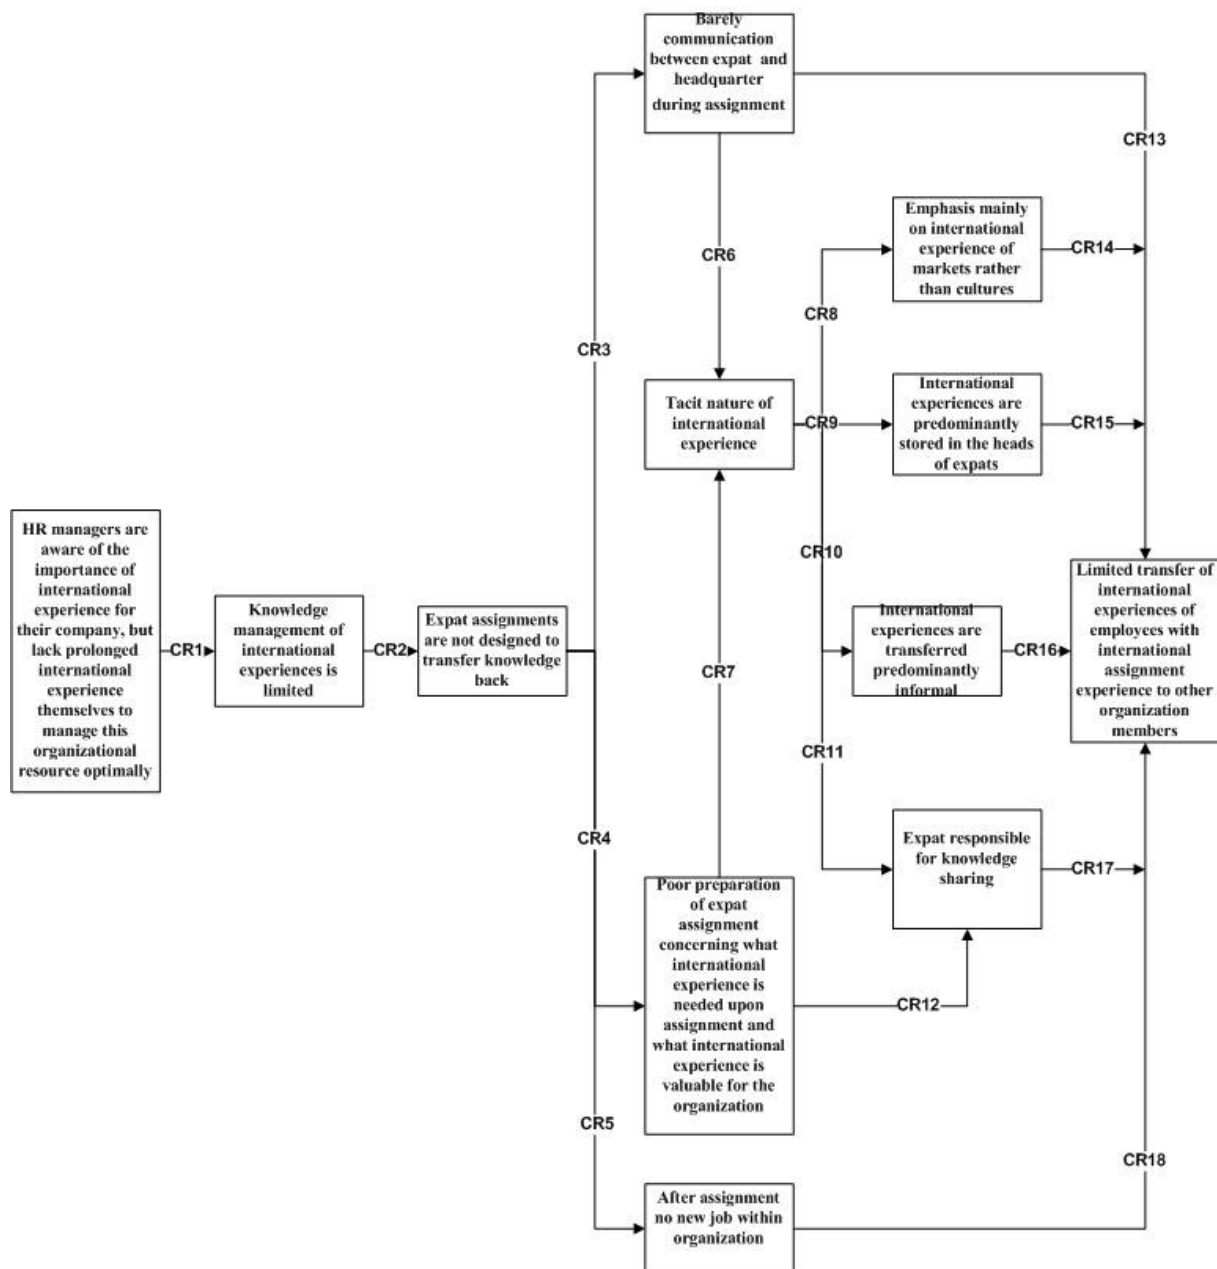 Barely
communication
between expat and
headquarter
during assignment
CR13
Emphasis mainly
on international
experience of
markets rather
than cultures
CR14
CR6
CR8
CR3
Tacit nature of
international
experience
CR9
International
experiences are
predominantly
stored in the heads
of expats
CR15
HR managers are
aware of the
importance of
international
experience for
their company, but
lack prolonged
international
experience
themselves to
manage this
organizational
resource optimally
CR1
Knowledge
management of
international
experiences is
limited
CR2
Expat assignments
are not designed to
transfer knowledge
back
CR7
CR10
International
experiences are
transferred
predominantly
informal
CR16
Limited transfer of
international
experiences of
employees with
international
assignment
experience to other
organization
members
CR11
CR4
Expat responsible
for knowledge
sharing
CR17
Poor preparation
of expat
assignment
concerning what
international
experience is
needed upon
assignment and
what international
experience is
valuable for the
organization
CR12
CR5
CR18
After assignment
no new job within
organization